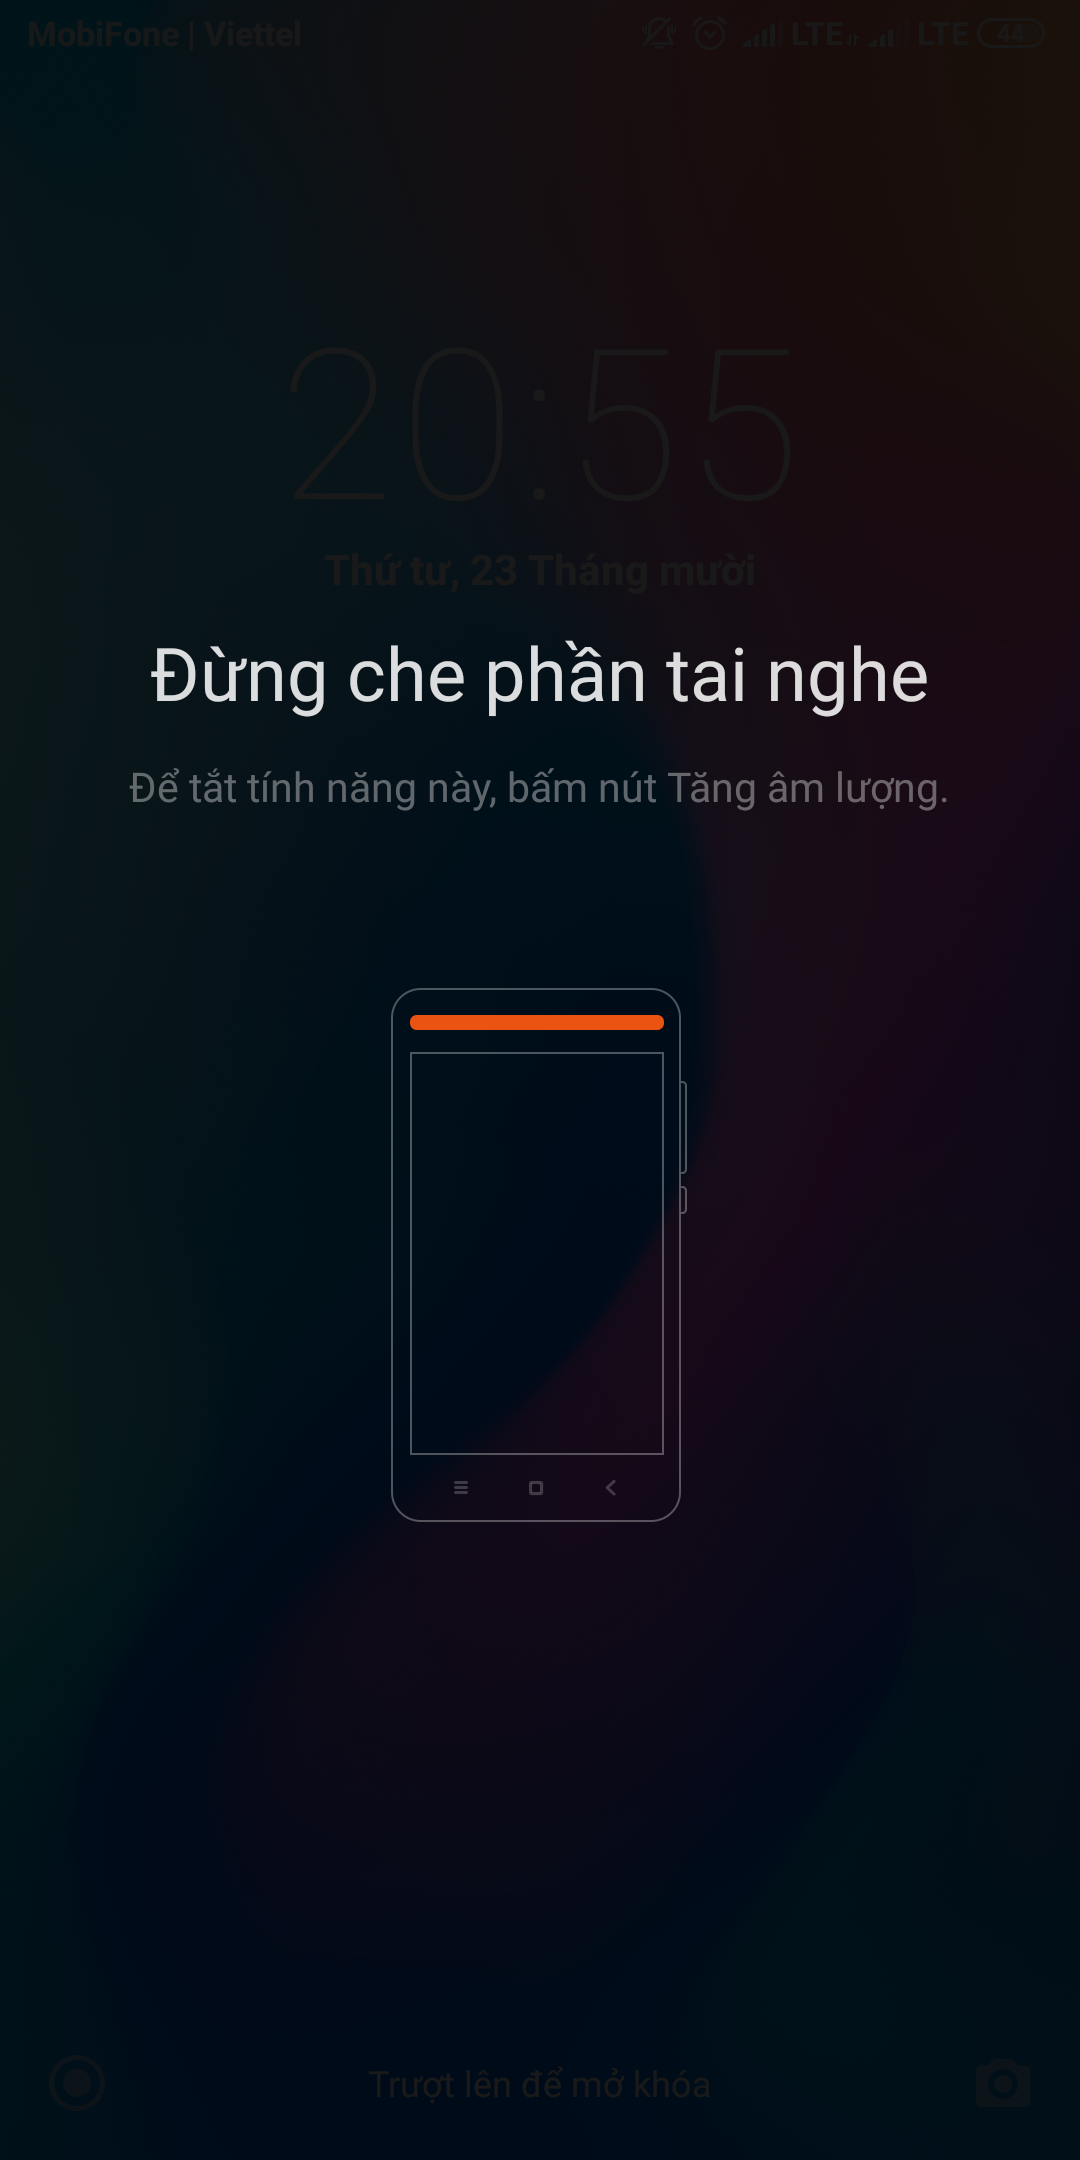 MobiFone | Viettel LTE LTE 44
20:55
Thứ tư, 23 Tháng mười
Đừng che phần tai nghe
Để tắt tính năng này, bấm nút Tăng âm lượng.
Trượt lên để mở khóa